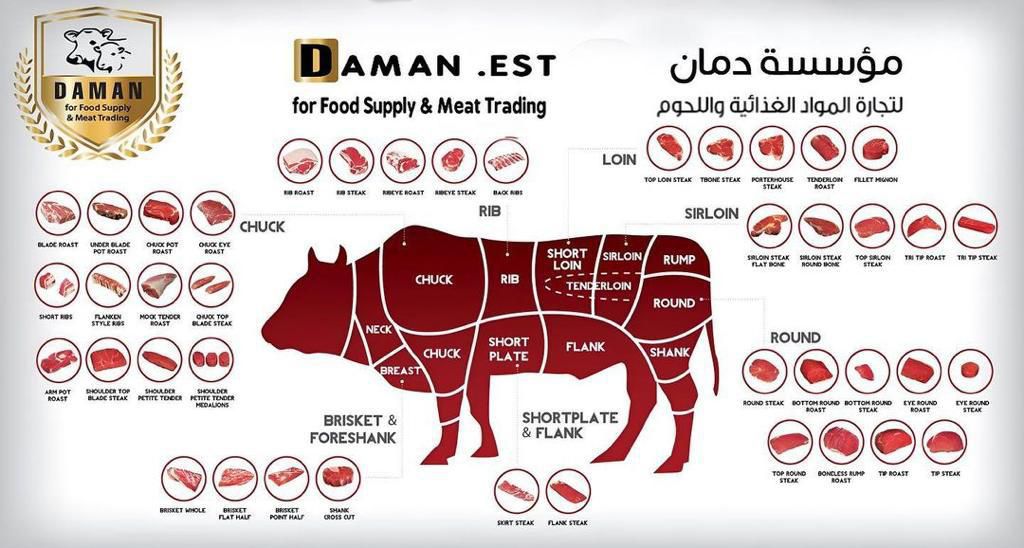 DAMAN
for Food Supply
& Meat Trading
DAMAN .EST
for Food Supply & Meat Trading
مؤسسة دمان
لتجارة المواد الغذائية واللحوم
RIB ROAST
RIB STEAK
RIBEYE ROAST
RIBEYE STEAK
BACK RIBS
RIB
LOIN
TOP LOIN STEAK
TBONE STEAK
PORTERHOUSE
STEAK
TENDERLOIN
ROAST
FILLET MIGNON
CHUCK
BLADE ROAST
UNDER BLADE
POT ROAST
CHUCK POT
ROAST
CHUCK EYE
ROAST
SHORT RIBS
FLANKEN
STYLE RIBS
MOCK TENDER
ROAST
CHUCK TOP
BLADE STEAK
ARM POT
ROAST
SHOULDER TOP
BLADE STEAK
SHOULDER
PETITE TENDER
SHOULDER
PETITE TENDER
MEDALIONS
SIRLOIN
SIRLOIN STEAK
FLAT BONE
SIRLOIN STEAK
ROUND BONE
TOP SIRLOIN
STEAK
TRI TIP ROAST
TRI TIP STEAK
CHUCK
RIB
SHORT
LOIN
SIRLOIN
RUMP
TENDERLOIN
ROUND
NECK
CHUCK
BREAST
SHORT
PLATE
FLANK
SHANK
ROUND
ROUND STEAK
BOTTOM ROUND
ROAST
BOTTOM ROUND
STEAK
EYE ROUND
ROAST
EYE ROUND
STEAK
TOP ROUND
STEAK
BONELESS RUMP
ROAST
TIP ROAST
TIP STEAK
BRISKET &
FORESHANK
BRISKET WHOLE
BRISKET
FLAT HALF
BRISKET
POINT HALF
SHANK
CROSS CUT
SHORTPLATE
& FLANK
SKIRT STEAK
FLANK STEAK